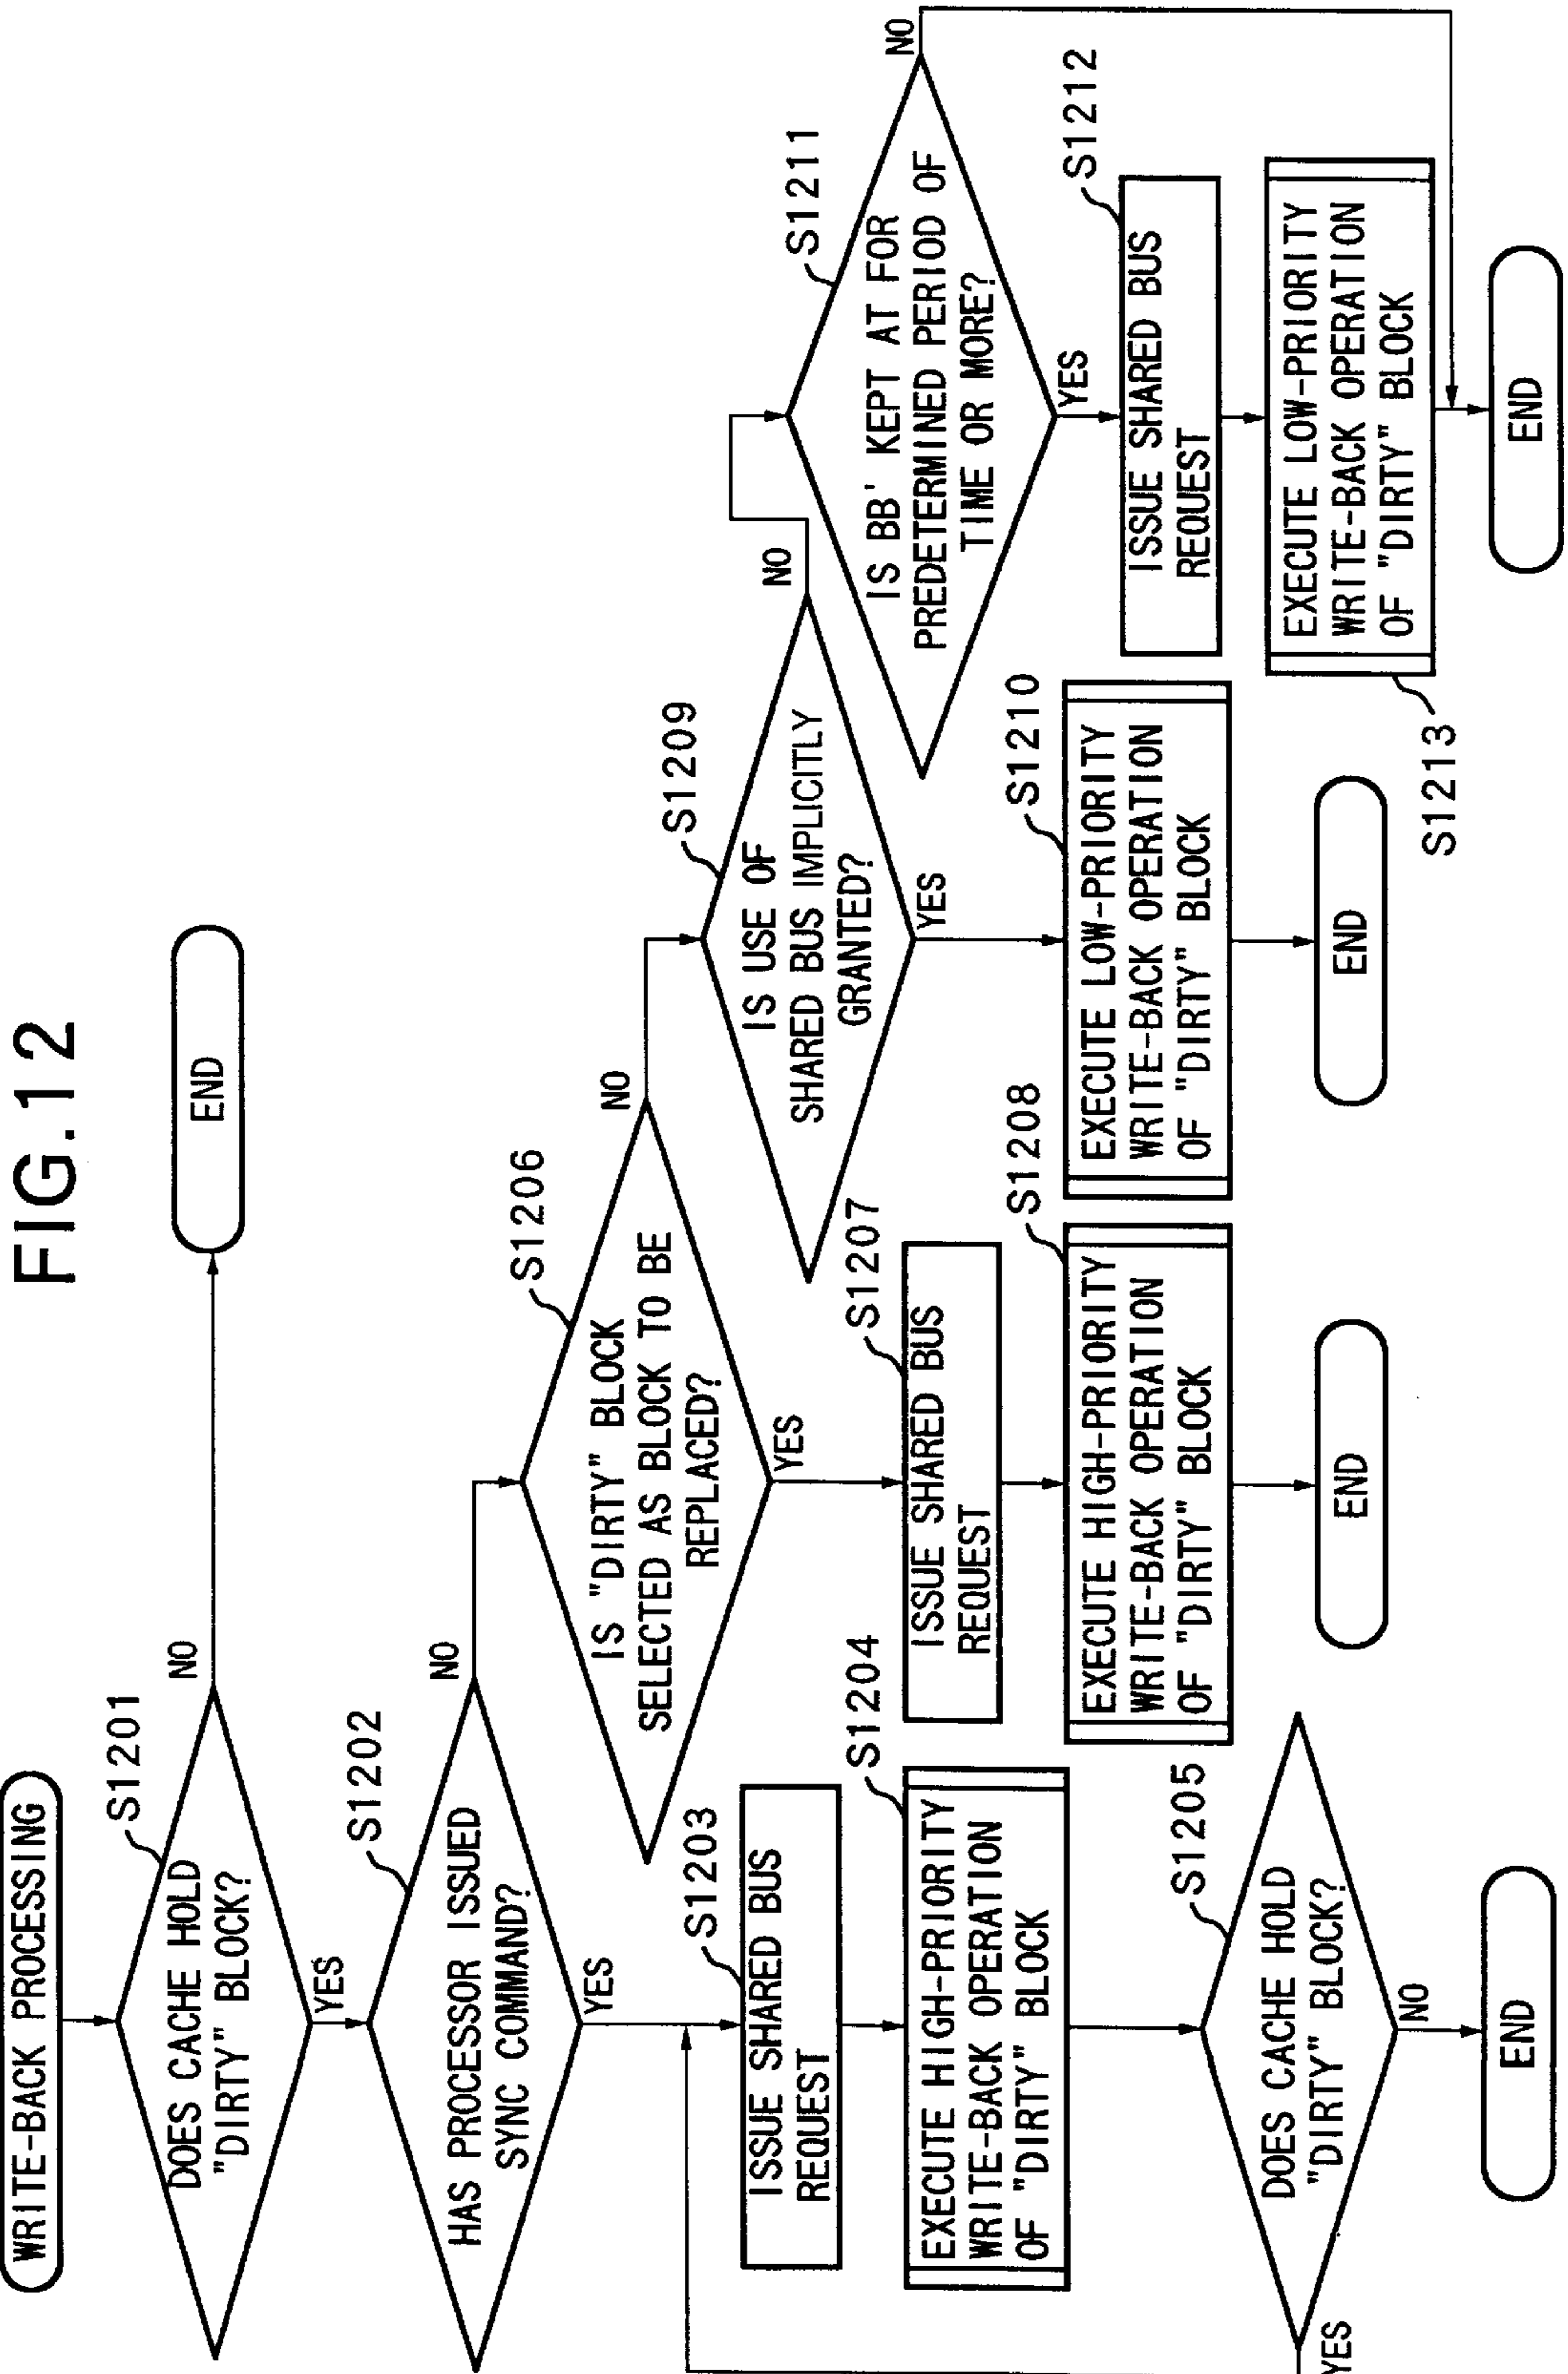 FIG.12
WRITE-BACK PROCESSING
S1201
DOES CACHE HOLD
"DIRTY" BLOCK?
NO
END
YES
S1202
HAS PROCESSOR ISSUED
SYNC COMMAND?
NO
YES
S1203
ISSUE SHARED BUS
REQUEST
S1204
EXECUTE HIGH-PRIORITY
WRITE-BACK OPERATION
OF "DIRTY" BLOCK
S1205
DOES CACHE HOLD
"DIRTY" BLOCK?
YES
NO
END
S1206
IS "DIRTY" BLOCK
SELECTED AS BLOCK TO BE
REPLACED?
NO
YES
S1207
ISSUE SHARED BUS
REQUEST
S1208
EXECUTE HIGH-PRIORITY
WRITE-BACK OPERATION
OF "DIRTY" BLOCK
END
S1209
IS USE OF
SHARED BUS IMPLICITLY
GRANTED?
NO
YES
S1210
EXECUTE LOW-PRIORITY
WRITE-BACK OPERATION
OF "DIRTY" BLOCK
END
S1211
IS BB' KEPT AT FOR
PREDETERMINED PERIOD OF
TIME OR MORE?
NO
YES
S1212
ISSUE SHARED BUS
REQUEST
EXECUTE LOW-PRIORITY
WRITE-BACK OPERATION
OF "DIRTY" BLOCK
S1213
END